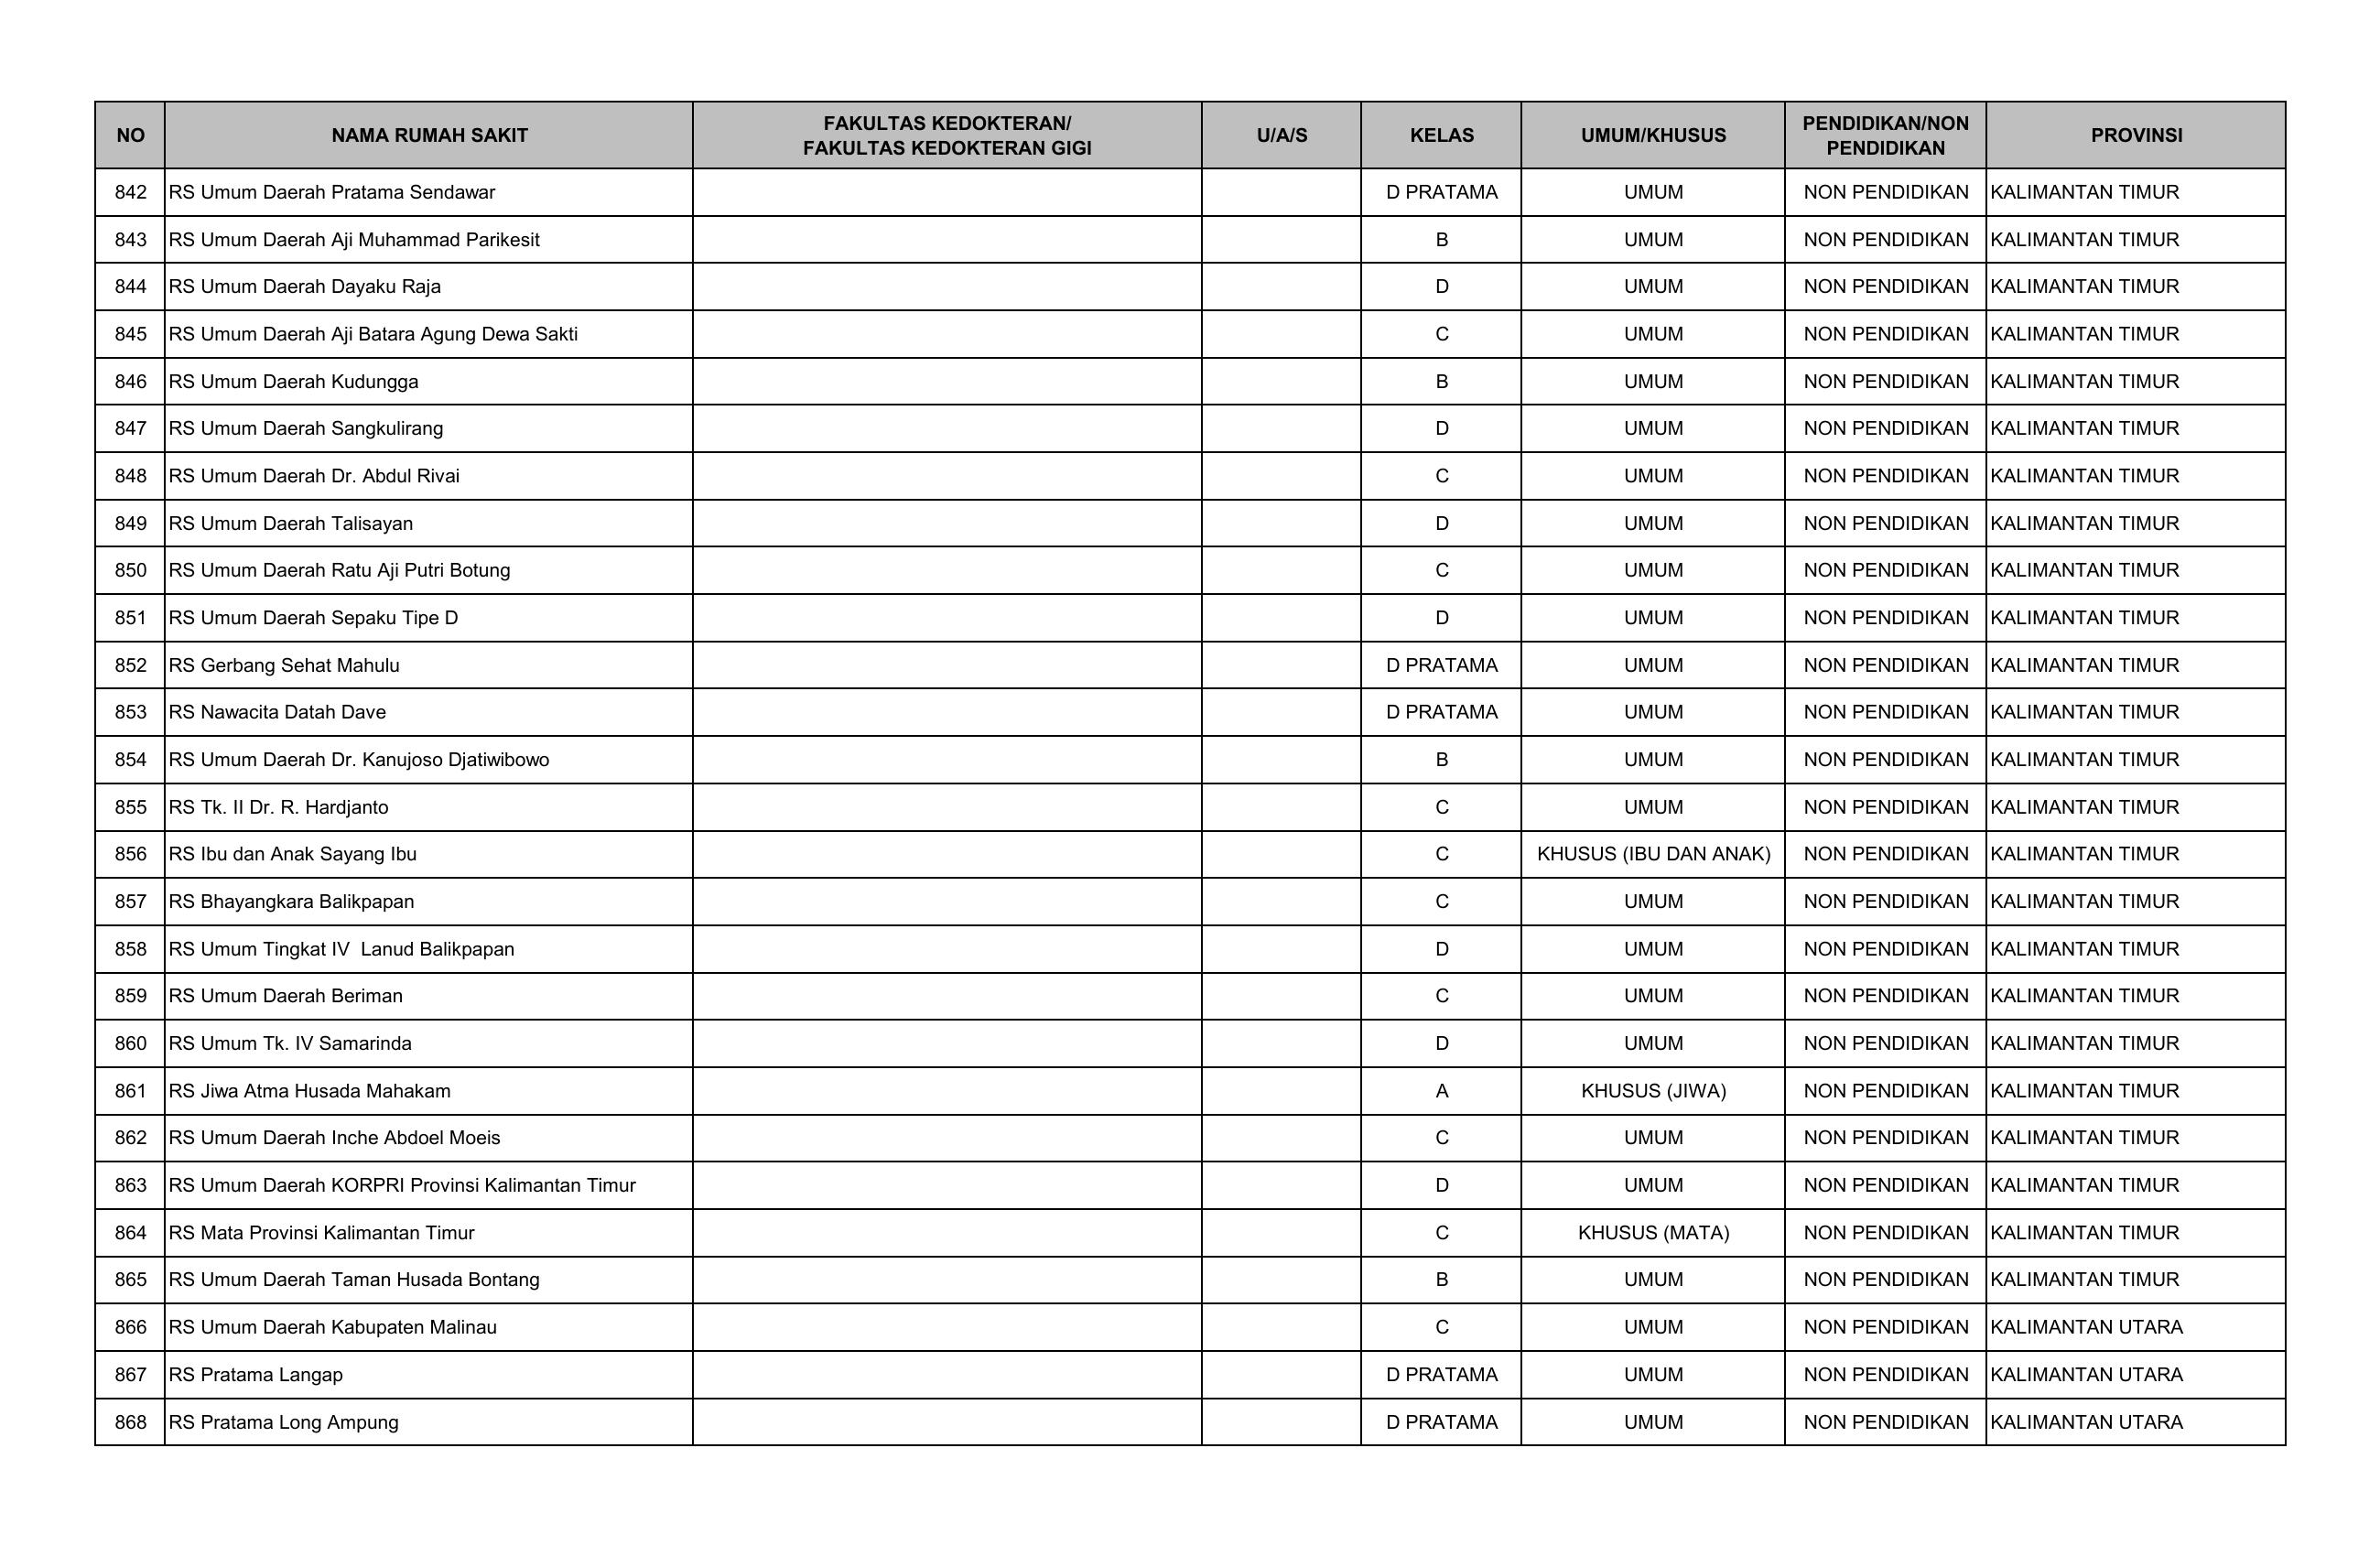 NO NAMA RUMAH SAKIT FAKULTAS KEDOKTERAN/ FAKULTAS KEDOKTERAN GIGI U/A/S KELAS UMUM/KHUSUS PENDIDIKAN/NON PENDIDIKAN PROVINSI
842 RS Umum Daerah Pratama Sendawar D PRATAMA UMUM NON PENDIDIKAN KALIMANTAN TIMUR
843 RS Umum Daerah Aji Muhammad Parikesit B UMUM NON PENDIDIKAN KALIMANTAN TIMUR
844 RS Umum Daerah Dayaku Raja D UMUM NON PENDIDIKAN KALIMANTAN TIMUR
845 RS Umum Daerah Aji Batara Agung Dewa Sakti C UMUM NON PENDIDIKAN KALIMANTAN TIMUR
846 RS Umum Daerah Kudungga B UMUM NON PENDIDIKAN KALIMANTAN TIMUR
847 RS Umum Daerah Sangkulirang D UMUM NON PENDIDIKAN KALIMANTAN TIMUR
848 RS Umum Daerah Dr. Abdul Rivai C UMUM NON PENDIDIKAN KALIMANTAN TIMUR
849 RS Umum Daerah Talisayan D UMUM NON PENDIDIKAN KALIMANTAN TIMUR
850 RS Umum Daerah Ratu Aji Putri Botung C UMUM NON PENDIDIKAN KALIMANTAN TIMUR
851 RS Umum Daerah Sepaku Tipe D D UMUM NON PENDIDIKAN KALIMANTAN TIMUR
852 RS Gerbang Sehat Mahulu D PRATAMA UMUM NON PENDIDIKAN KALIMANTAN TIMUR
853 RS Nawacita Datah Dave D PRATAMA UMUM NON PENDIDIKAN KALIMANTAN TIMUR
854 RS Umum Daerah Dr. Kanujoso Djatiwibowo B UMUM NON PENDIDIKAN KALIMANTAN TIMUR
855 RS Tk. II Dr. R. Hardjanto C UMUM NON PENDIDIKAN KALIMANTAN TIMUR
856 RS Ibu dan Anak Sayang Ibu C KHUSUS (IBU DAN ANAK) NON PENDIDIKAN KALIMANTAN TIMUR
857 RS Bhayangkara Balikpapan C UMUM NON PENDIDIKAN KALIMANTAN TIMUR
858 RS Umum Tingkat IV Lanud Balikpapan D UMUM NON PENDIDIKAN KALIMANTAN TIMUR
859 RS Umum Daerah Beriman C UMUM NON PENDIDIKAN KALIMANTAN TIMUR
860 RS Umum Tk. IV Samarinda D UMUM NON PENDIDIKAN KALIMANTAN TIMUR
861 RS Jiwa Atma Husada Mahakam A KHUSUS (JIWA) NON PENDIDIKAN KALIMANTAN TIMUR
862 RS Umum Daerah Inche Abdoel Moeis C UMUM NON PENDIDIKAN KALIMANTAN TIMUR
863 RS Umum Daerah KORPRI Provinsi Kalimantan Timur D UMUM NON PENDIDIKAN KALIMANTAN TIMUR
864 RS Mata Provinsi Kalimantan Timur C KHUSUS (MATA) NON PENDIDIKAN KALIMANTAN TIMUR
865 RS Umum Daerah Taman Husada Bontang B UMUM NON PENDIDIKAN KALIMANTAN TIMUR
866 RS Umum Daerah Kabupaten Malinau C UMUM NON PENDIDIKAN KALIMANTAN UTARA
867 RS Pratama Langap D PRATAMA UMUM NON PENDIDIKAN KALIMANTAN UTARA
868 RS Pratama Long Ampung D PRATAMA UMUM NON PENDIDIKAN KALIMANTAN UTARA